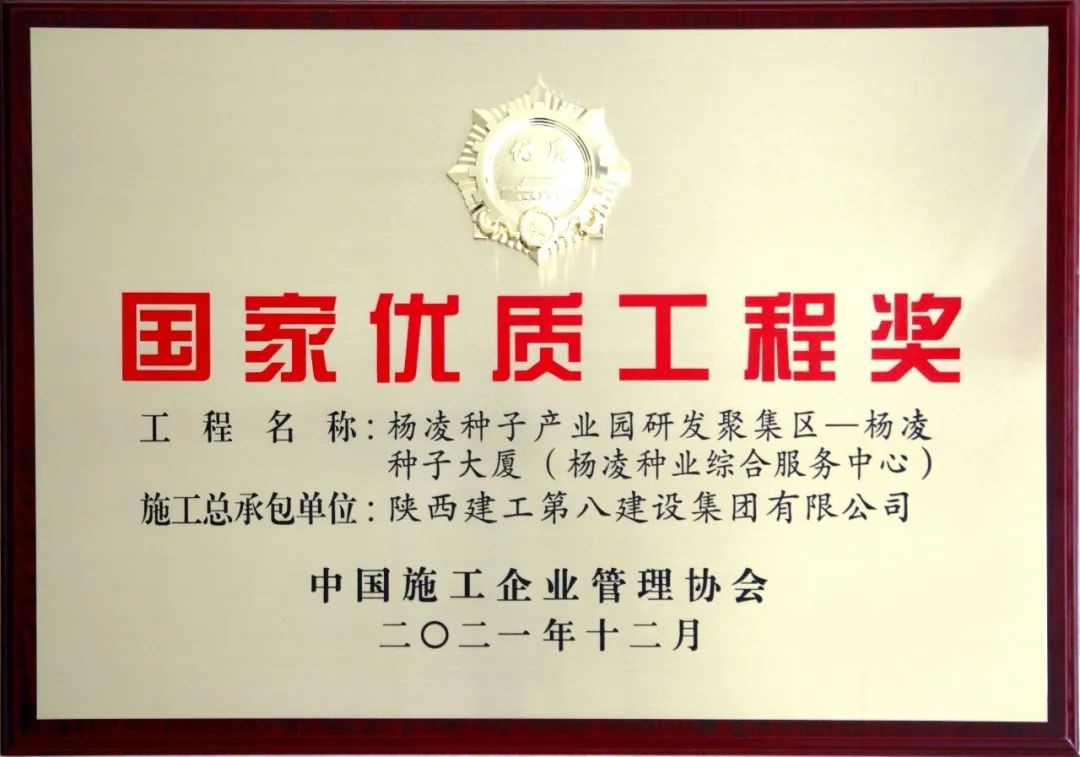 国家优质工程奖
工程名称：杨凌种子产业园研发聚集区—杨凌
种子大厦（杨凌种业综合服务中心）
施工总承包单位：陕西建工第八建设集团有限公司
中国施工企业管理协会
二〇二一年十二月